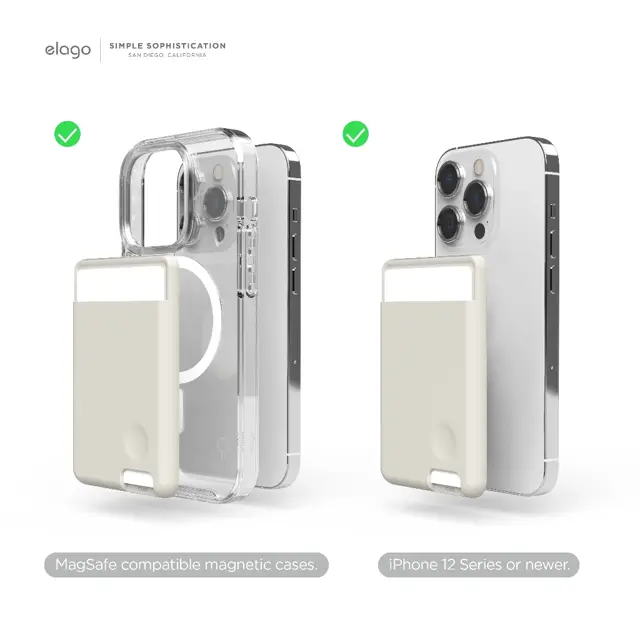 elago
SIMPLE SOPHISTICATION
SAN DIEGO, CALIFORNIA
MagSafe compatible magnetic cases.
iPhone 12 Series or newer.